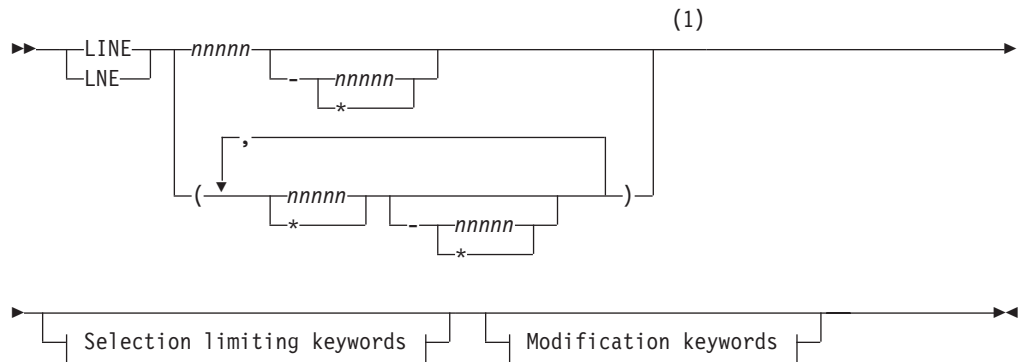 (1)
LINE nnnnn
LNE - nnnnn
*
,
( nnnnn )
* - nnnnn
*
Selection limiting keywords Modification keywords